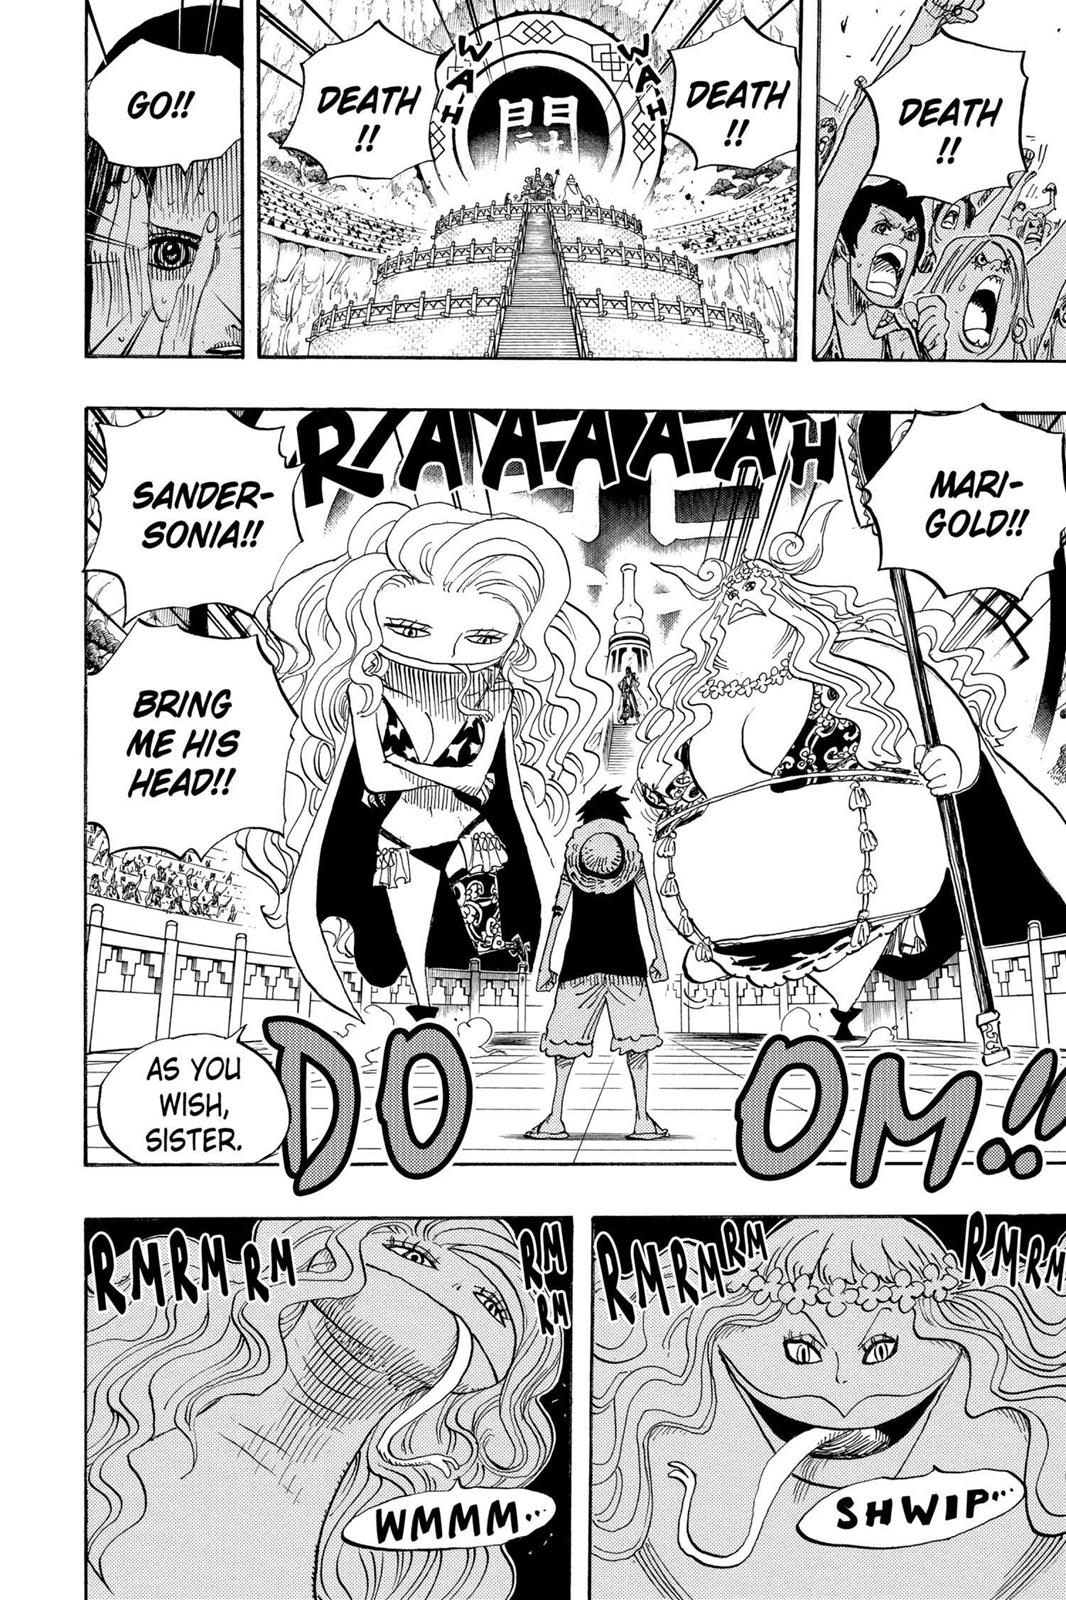 DEATH
!!
DEATH
!!
WAH
闘
WAH
DEATH
!!
GO!!
MARI-
GOLD!!
RAAAAAH
SANDER-
SONIA!!
BRING
ME HIS
HEAD!!
AS YOU
WISH,
SISTER.
DOOM!!
RMRMRM
RM
RM
WMMM...
RMRMRM
RMRM
SHWIP...